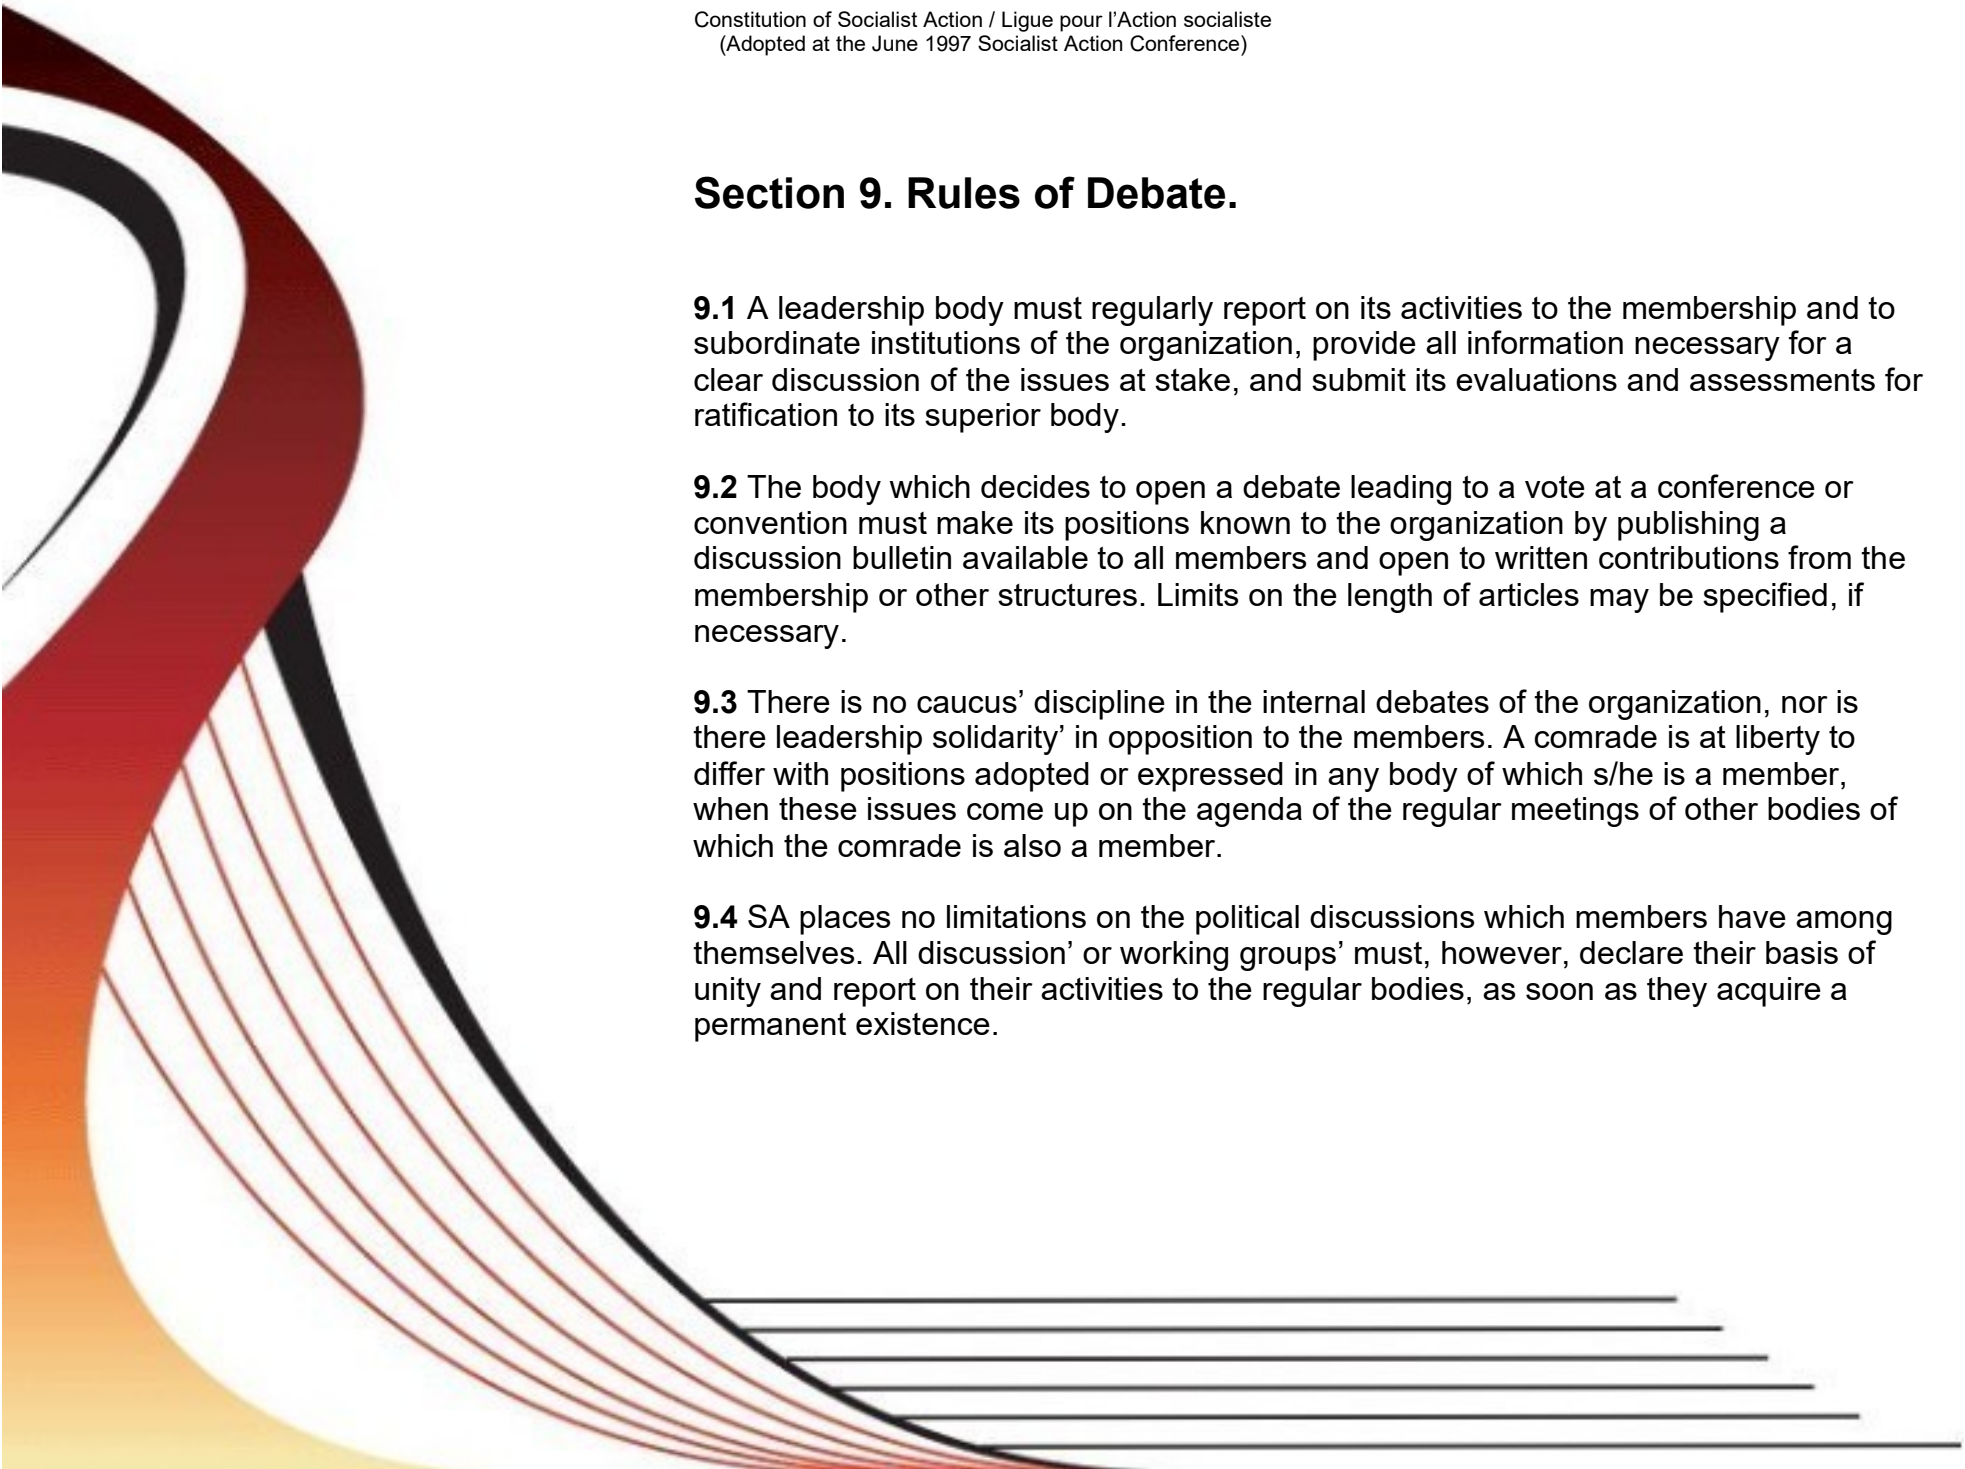 Constitution of Socialist Action / Ligue pour l’Action socialiste
(Adopted at the June 1997 Socialist Action Conference)
Section 9. Rules of Debate.
9.1 A leadership body must regularly report on its activities to the membership and to
subordinate institutions of the organization, provide all information necessary for a
clear discussion of the issues at stake, and submit its evaluations and assessments for
ratification to its superior body.
9.2 The body which decides to open a debate leading to a vote at a conference or
convention must make its positions known to the organization by publishing a
discussion bulletin available to all members and open to written contributions from the
membership or other structures. Limits on the length of articles may be specified, if
necessary.
9.3 There is no caucus’ discipline in the internal debates of the organization, nor is
there leadership solidarity’ in opposition to the members. A comrade is at liberty to
differ with positions adopted or expressed in any body of which s/he is a member,
when these issues come up on the agenda of the regular meetings of other bodies of
which the comrade is also a member.
9.4 SA places no limitations on the political discussions which members have among
themselves. All discussion’ or working groups’ must, however, declare their basis of
unity and report on their activities to the regular bodies, as soon as they acquire a
permanent existence.